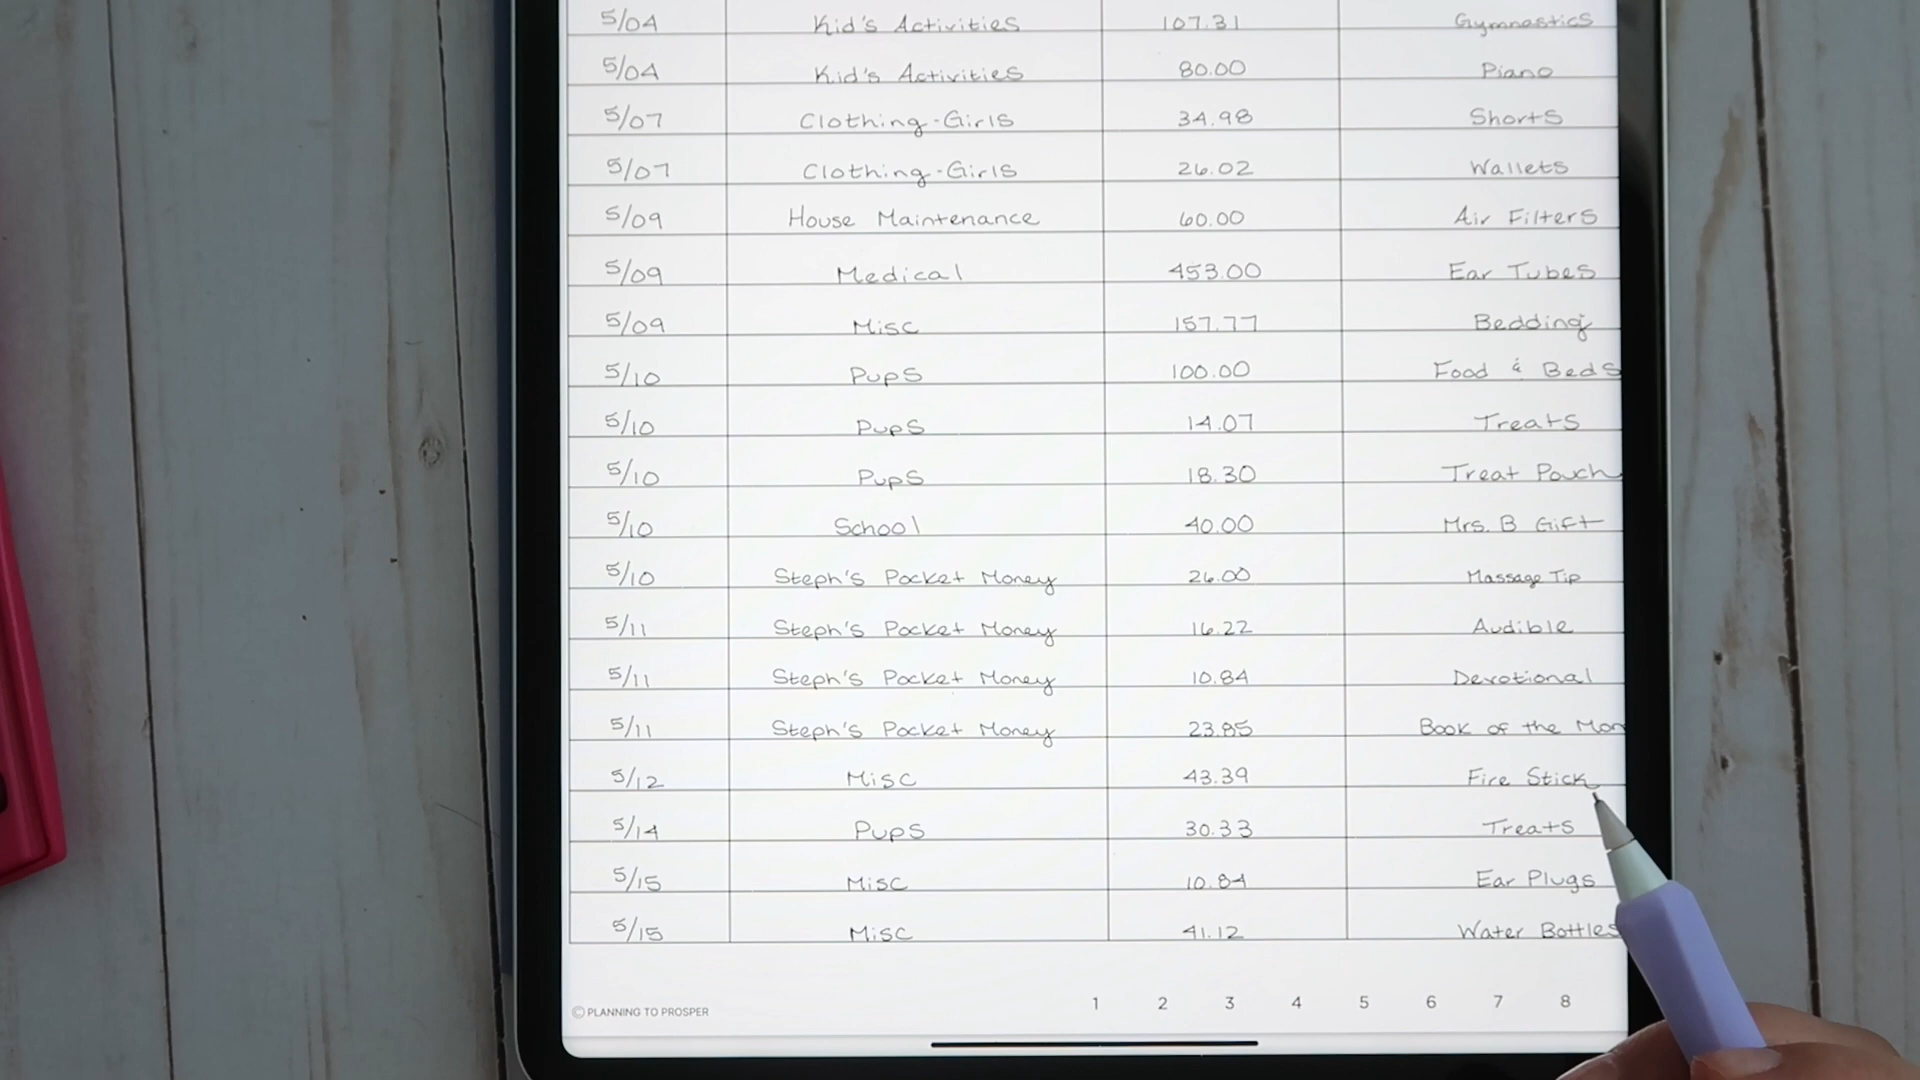 5/04 Kid's Activities 107.31 Gymnastics
5/04 Kid's Activities 80.00 Piano
5/07 Clothing-Girls 34.98 Shorts
5/07 Clothing-Girls 26.02 Wallets
5/09 House Maintenance 60.00 Air Filters
5/09 Medical 453.00 Ear Tubes
5/09 Misc 157.77 Bedding
5/10 Pups 100.00 Food & Beds
5/10 Pups 14.07 Treats
5/10 Pups 18.30 Treat Pouch
5/10 School 40.00 Mrs. B Gift
5/10 Steph's Pocket Money 26.00 Massage Tip
5/11 Steph's Pocket Money 16.22 Audible
5/11 Steph's Pocket Money 10.84 Devotional
5/11 Steph's Pocket Money 23.85 Book of the Mon
5/12 Misc 43.39 Fire Stick
5/14 Pups 30.33 Treats
5/15 Misc 10.84 Ear Plugs
5/15 Misc 41.12 Water Bottles
© PLANNING TO PROSPER 1 2 3 4 5 6 7 8